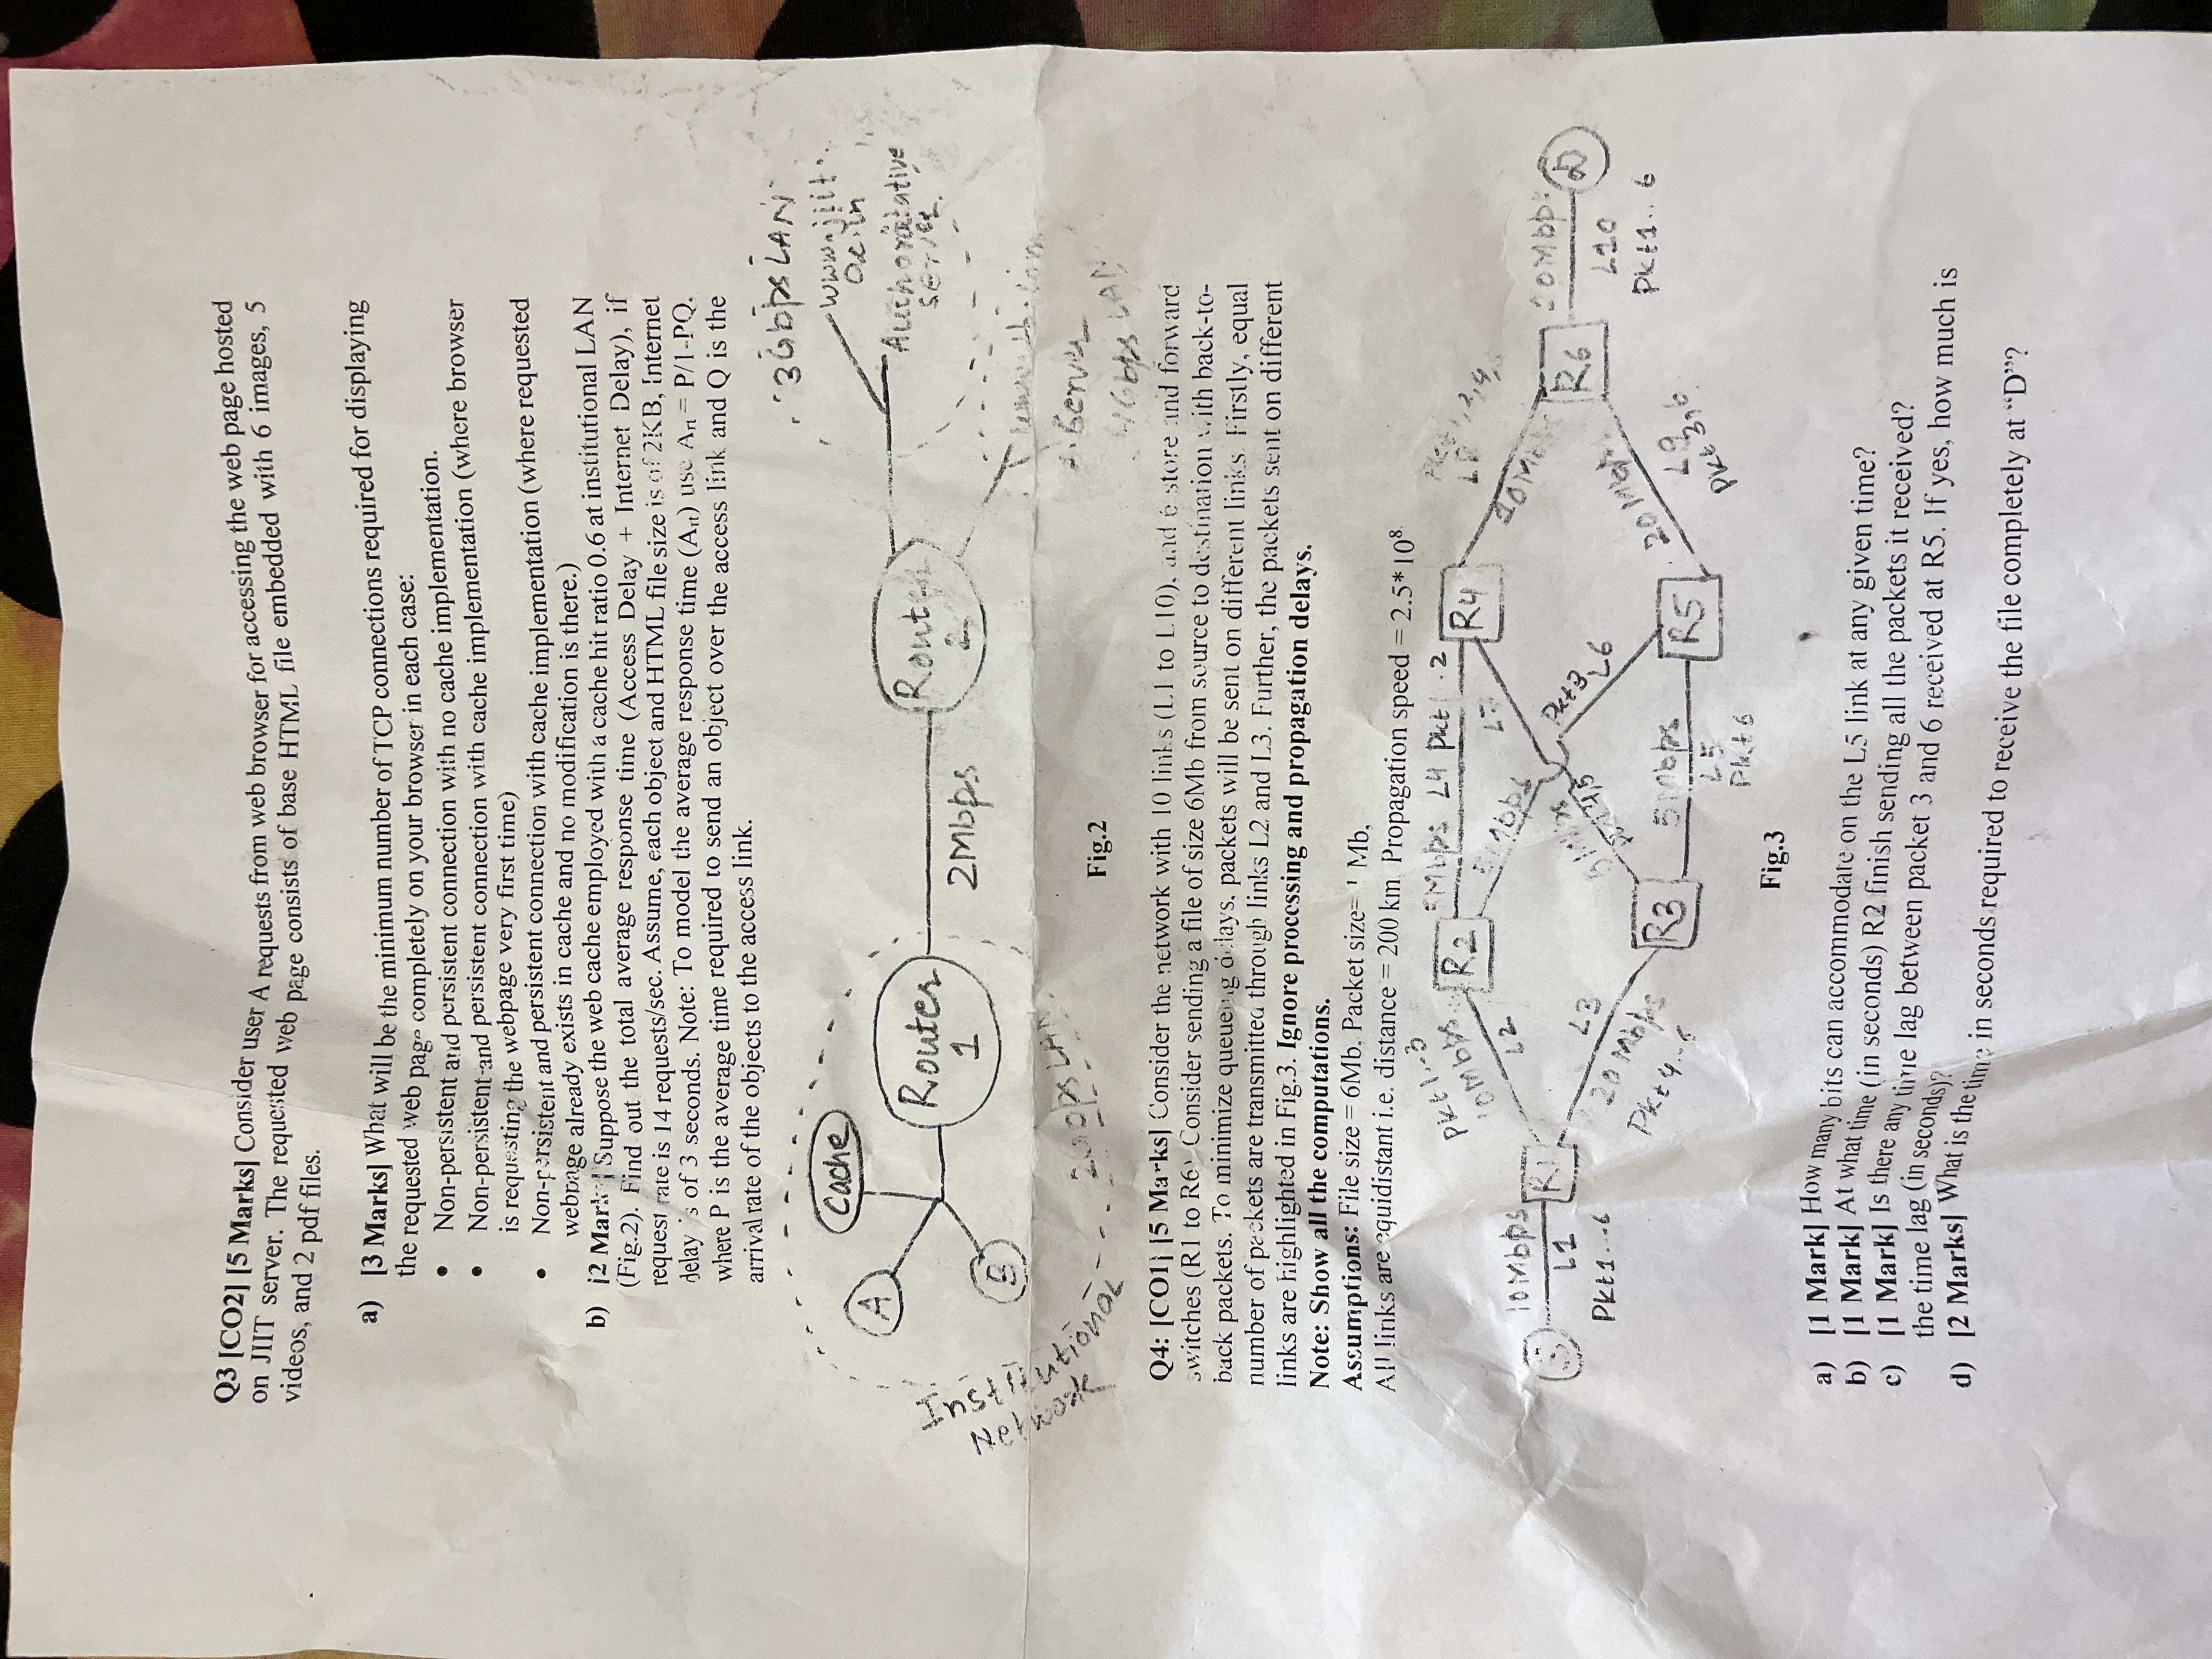 Q3 [CO2] [5 Marks] Consider user A requests from web browser for accessing the web page hosted
on JIIT server. The requested web page consists of base HTML file embedded with 6 images, 5
videos, and 2 pdf files.
a) [3 Marks] What will be the minimum number of TCP connections required for displaying
the requested web page completely on your browser in each case:
• Non-persistent and persistent connection with no cache implementation.
• Non-persistent and persistent connection with cache implementation (where browser
is requesting the webpage very first time)
• Non-persistent and persistent connection with cache implementation (where requested
webpage already exists in cache and no modification is there.)
b) [2 Mark ] Suppose the web cache employed with a cache hit ratio 0.6 at institutional LAN
(Fig.2). Find out the total average response time (Access Delay + Internet Delay), if
request rate is 14 requests/sec. Assume, each object and HTML file size is of 2KB, Internet
delay is of 3 seconds. Note: To model the average response time (Art) use Art = P/1-PQ,
where P is the average time required to send an object over the access link and Q is the
arrival rate of the objects to the access link.
3Gbps LAN
Cache
www.jiit.
ac.in
A
Router
1
Router
2
Authoratative
server
2Mbps
B
Institutional
Network
2Gbps LAN
.com
Server
4Gbps LAN
Fig.2
Q4: [CO1] [5 Marks] Consider the network with 10 links (L1 to L10), and 6 store and forward
switches (R1 to R6) Consider sending a file of size 6Mb from source to destination with back-to-
back packets. To minimize queueing delays, packets will be sent on different links. Firstly, equal
number of packets are transmitted through links L2 and L3. Further, the packets sent on different
links are highlighted in Fig.3. Ignore processing and propagation delays.
Note: Show all the computations.
Assumptions: File size = 6Mb, Packet size= 1 Mb,
All links are equidistant i.e. distance = 200 km. Propagation speed = 2.5*10⁸
Pkt1..3
10Mbps
L2
R2
Mbps L4 Pkt1..2
R4
L8
5Mbps
L7
10Mbps
L1
Pkt1...6
S
R1
L3
20 Mbps
Pkt 4..6
Pkt 4,5
Pkt3
L6
R6
L10
Pkt1..6
D
R3
5Mbps
L5
Pkt6
R5
20 Mbps
L9
Pkt 3,6
Fig.3
a) [1 Mark] How many bits can accommodate on the L5 link at any given time?
b) [1 Mark] At what time (in seconds) R2 finish sending all the packets it received?
c) [1 Mark] Is there any time lag between packet 3 and 6 received at R5. If yes, how much is
the time lag (in seconds)?
d) [2 Marks] What is the time in seconds required to receive the file completely at “D”?